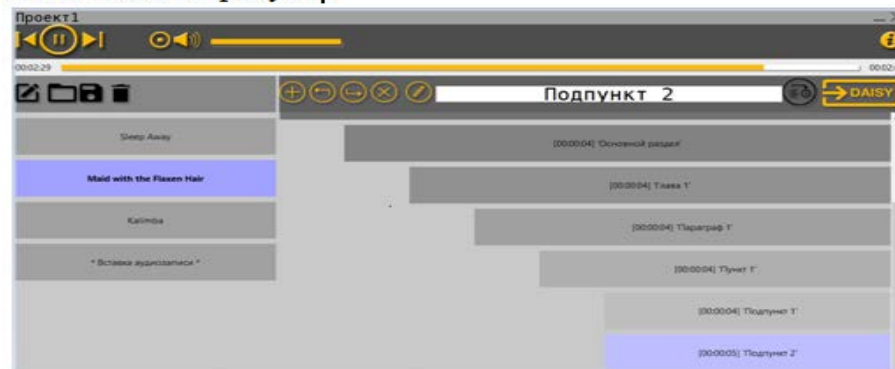 Проект1
00:02:29
00:02:
Подпункт 2
DAISY
Sleep Away
Maid with the Flaxen Hair
Kalimba
* Вставка аудиозаписи *
[00:00:04] 'Основной раздел'
[00:00:04] 'Глава 1'
[00:00:04] 'Параграф 1'
[00:00:04] 'Пункт 1'
[00:00:04] 'Подпункт 1'
[00:00:05] 'Подпункт 2'